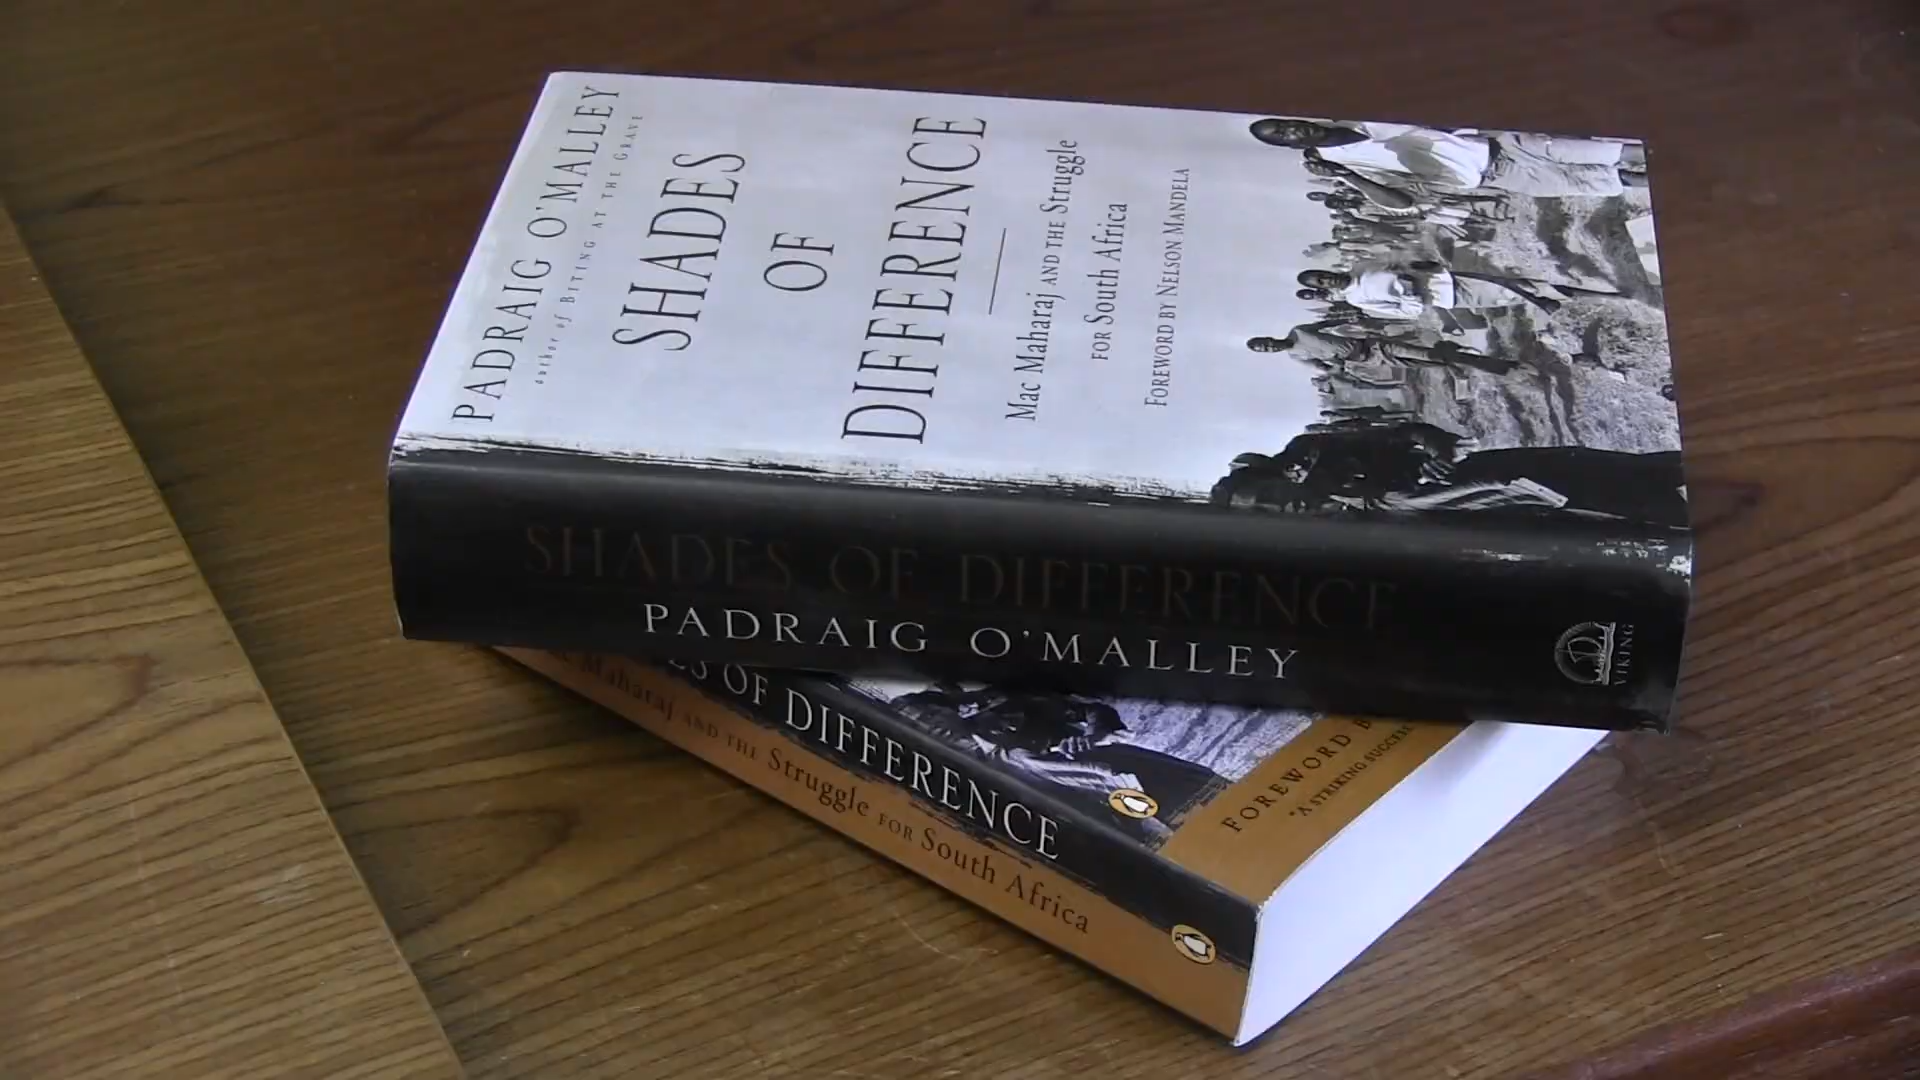 PADRAIG O'MALLEY
author of BITING AT THE GRAVE
SHADES
OF
DIFFERENCE
Mac Maharaj AND THE Struggle
FOR South Africa
FOREWORD BY NELSON MANDELA
SHADES OF DIFFERENCE
PADRAIG O'MALLEY
VIKING
OF DIFFERENCE
Maharaj AND THE Struggle FOR South Africa
FOREWORD
"A STRIKING SUCCESS